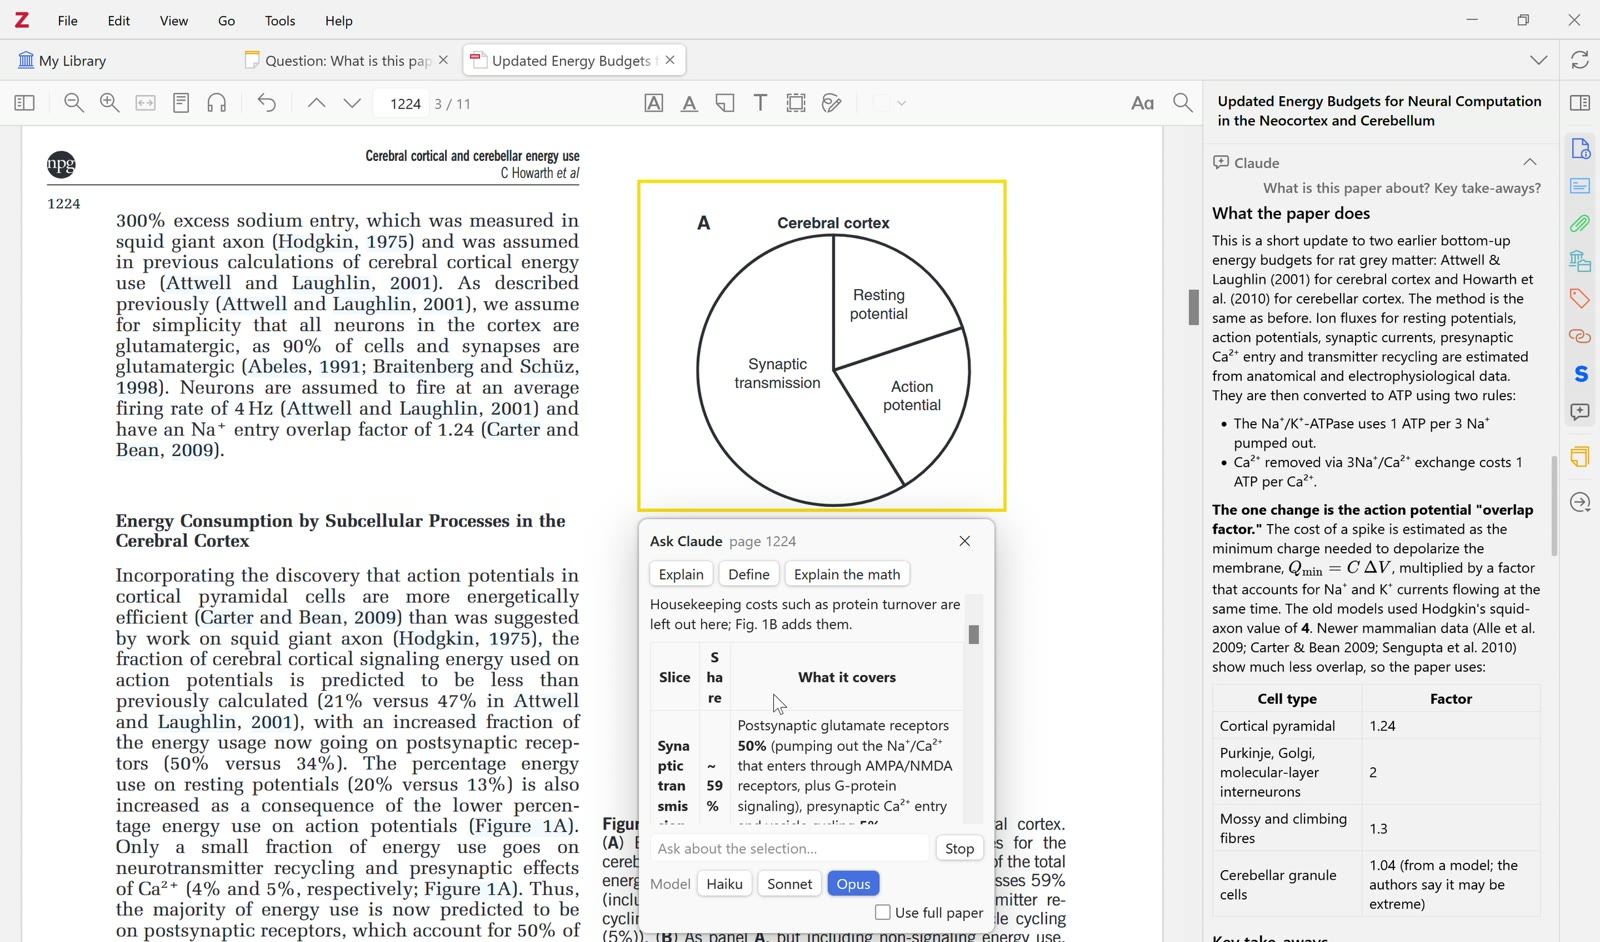 Z File Edit View Go Tools Help
My Library Question: What is this pap Updated Energy Budgets
1224 3 / 11
Aa
npg
Cerebral cortical and cerebellar energy use
C Howarth et al
1224
300% excess sodium entry, which was measured in
squid giant axon (Hodgkin, 1975) and was assumed
in previous calculations of cerebral cortical energy
use (Attwell and Laughlin, 2001). As described
previously (Attwell and Laughlin, 2001), we assume
for simplicity that all neurons in the cortex are
glutamatergic, as 90% of cells and synapses are
glutamatergic (Abeles, 1991; Braitenberg and Schüz,
1998). Neurons are assumed to fire at an average
firing rate of 4 Hz (Attwell and Laughlin, 2001) and
have an Na⁺ entry overlap factor of 1.24 (Carter and
Bean, 2009).
Energy Consumption by Subcellular Processes in the
Cerebral Cortex
Incorporating the discovery that action potentials in
cortical pyramidal cells are more energetically
efficient (Carter and Bean, 2009) than was suggested
by work on squid giant axon (Hodgkin, 1975), the
fraction of cerebral cortical signaling energy used on
action potentials is predicted to be less than
previously calculated (21% versus 47% in Attwell
and Laughlin, 2001), with an increased fraction of
the energy usage now going on postsynaptic recep-
tors (50% versus 34%). The percentage energy
use on resting potentials (20% versus 13%) is also
increased as a consequence of the lower percen-
tage energy use on action potentials (Figure 1A).
Only a small fraction of energy use goes on
neurotransmitter recycling and presynaptic effects
of Ca²⁺ (4% and 5%, respectively; Figure 1A). Thus,
the majority of energy use is now predicted to be
on postsynaptic receptors, which account for 50% of
A Cerebral cortex
Resting
potential
Synaptic
transmission
Action
potential
Ask Claude page 1224
Explain Define Explain the math
Housekeeping costs such as protein turnover are
left out here; Fig. 1B adds them.
Slice
S
ha
re
What it covers
Syna
ptic
tran
smis
~
59
%
Postsynaptic glutamate receptors
50% (pumping out the Na⁺/Ca²⁺
that enters through AMPA/NMDA
receptors, plus G-protein
signaling), presynaptic Ca²⁺ entry
Ask about the selection... Stop
Model Haiku Sonnet Opus
Use full paper
Figur al cortex.
(A) E s for the
cereb f the total
energ sses 59%
(inclu mitter re-
cyclin le cycling
(5%)). (B) As panel A, but including non-signaling energy use.
Updated Energy Budgets for Neural Computation
in the Neocortex and Cerebellum
Claude
What is this paper about? Key take-aways?
What the paper does
This is a short update to two earlier bottom-up
energy budgets for rat grey matter: Attwell &
Laughlin (2001) for cerebral cortex and Howarth et
al. (2010) for cerebellar cortex. The method is the
same as before. Ion fluxes for resting potentials,
action potentials, synaptic currents, presynaptic
Ca²⁺ entry and transmitter recycling are estimated
from anatomical and electrophysiological data.
They are then converted to ATP using two rules:
• The Na⁺/K⁺-ATPase uses 1 ATP per 3 Na⁺
pumped out.
• Ca²⁺ removed via 3Na⁺/Ca²⁺ exchange costs 1
ATP per Ca²⁺.
The one change is the action potential "overlap
factor." The cost of a spike is estimated as the
minimum charge needed to depolarize the
membrane, Qmin = C ΔV, multiplied by a factor
that accounts for Na⁺ and K⁺ currents flowing at the
same time. The old models used Hodgkin's squid-
axon value of 4. Newer mammalian data (Alle et al.
2009; Carter & Bean 2009; Sengupta et al. 2010)
show much less overlap, so the paper uses:
Cell type Factor
Cortical pyramidal 1.24
Purkinje, Golgi,
molecular-layer
interneurons
2
Mossy and climbing
fibres
1.3
Cerebellar granule
cells
1.04 (from a model; the
authors say it may be
extreme)
Key take-aways
S